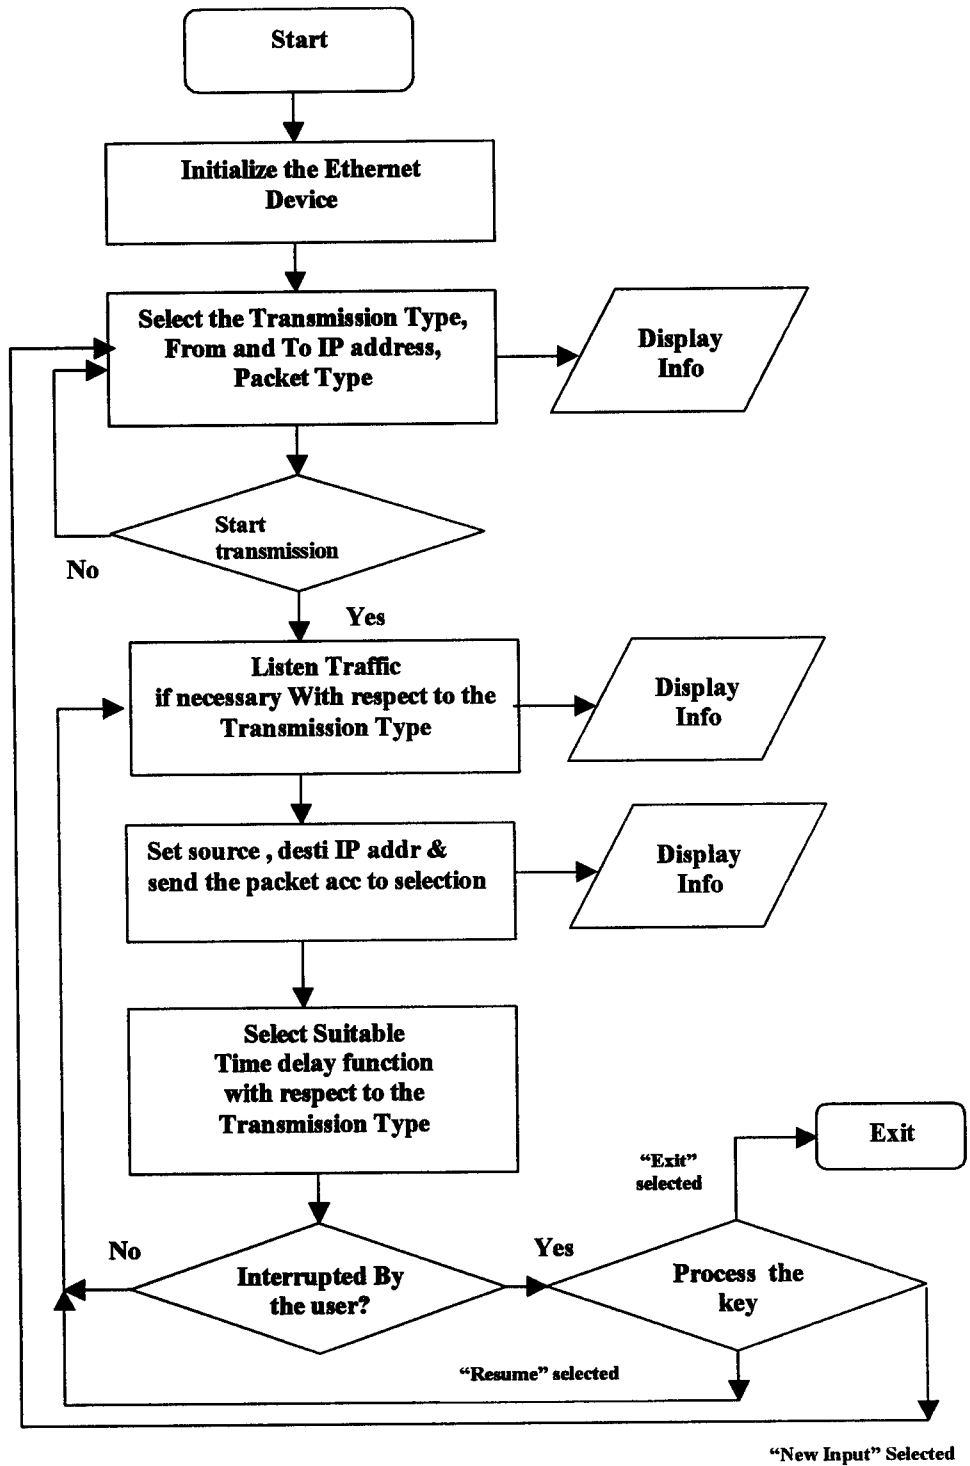 Start
Initialize the Ethernet
Device
Select the Transmission Type,
From and To IP address,
Packet Type
Display
Info
Start
transmission
No
Yes
Listen Traffic
if necessary With respect to the
Transmission Type
Display
Info
Set source , desti IP addr &
send the packet acc to selection
Display
Info
Select Suitable
Time delay function
with respect to the
Transmission Type
Exit
“Exit”
selected
No
Interrupted By
the user?
Yes
Process the
key
“Resume” selected
“New Input” Selected